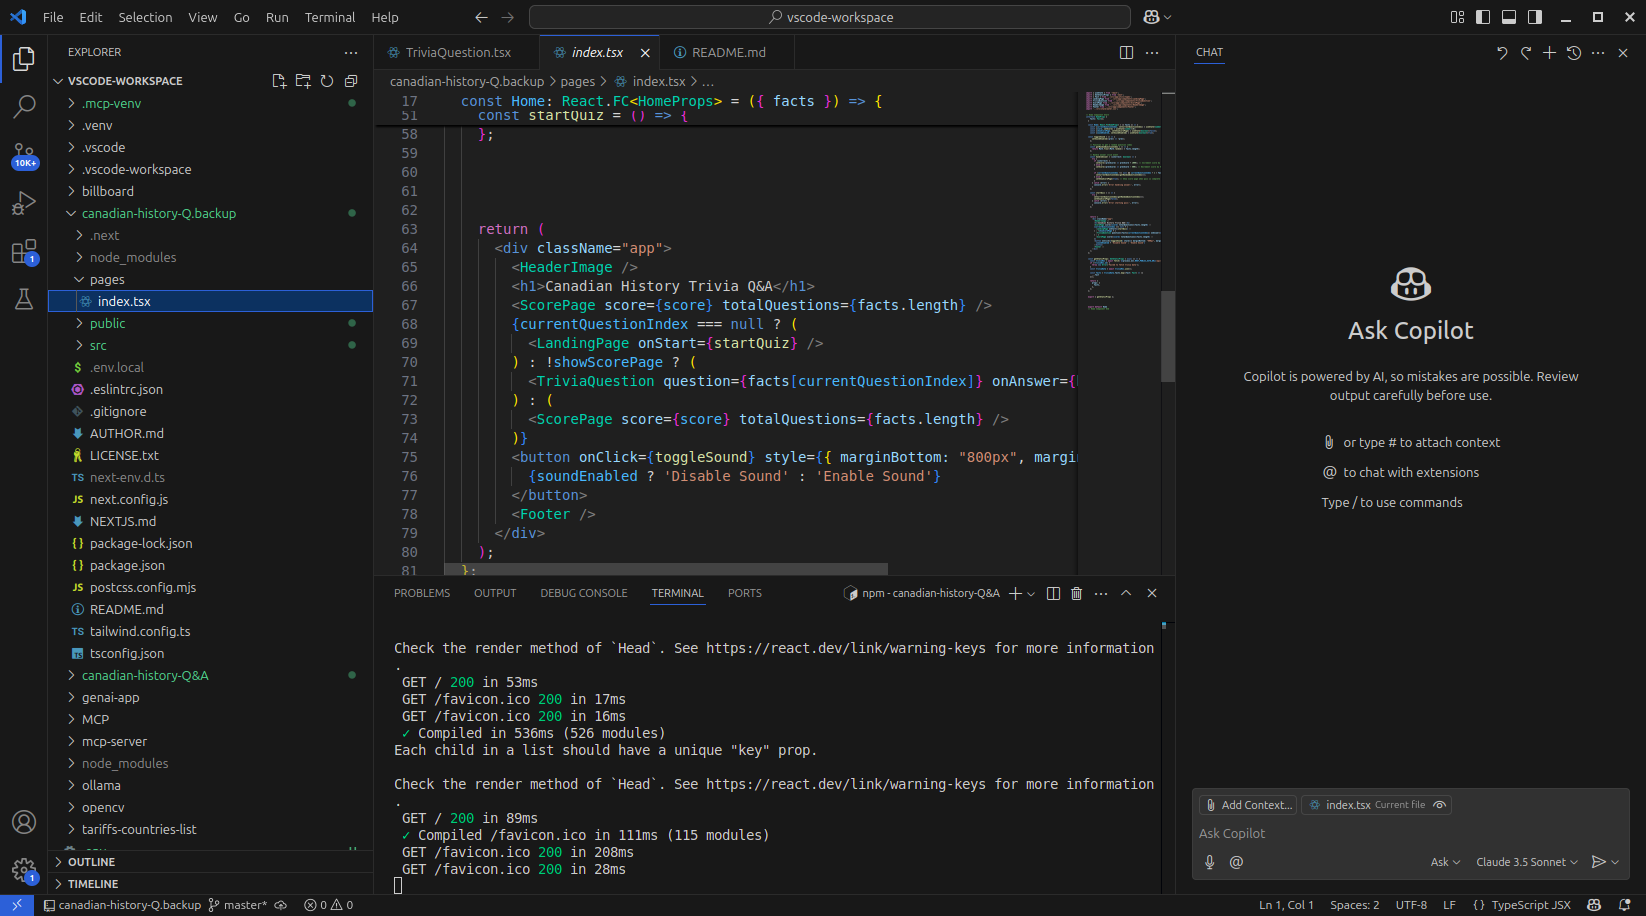 File Edit Selection View Go Run Terminal Help
vscode-workspace
EXPLORER
VSCODE-WORKSPACE
.mcp-venv
.venv
.vscode
.vscode-workspace
billboard
canadian-history-Q.backup
.next
node_modules
pages
index.tsx
public
src
.env.local
.eslintrc.json
.gitignore
AUTHOR.md
LICENSE.txt
next-env.d.ts
next.config.js
NEXTJS.md
package-lock.json
package.json
postcss.config.mjs
README.md
tailwind.config.ts
tsconfig.json
canadian-history-Q&A
genai-app
MCP
mcp-server
node_modules
ollama
opencv
tariffs-countries-list
OUTLINE
TIMELINE
10K+
1
1
TriviaQuestion.tsx
index.tsx
README.md
canadian-history-Q.backup > pages > index.tsx > ...
17 const Home: React.FC<HomeProps> = ({ facts }) => {
51 const startQuiz = () => {
58 };
59
60
61
62
63 return (
64 <div className="app">
65 <HeaderImage />
66 <h1>Canadian History Trivia Q&A</h1>
67 <ScorePage score={score} totalQuestions={facts.length} />
68 {currentQuestionIndex === null ? (
69 <LandingPage onStart={startQuiz} />
70 ) : !showScorePage ? (
71 <TriviaQuestion question={facts[currentQuestionIndex]} onAnswer={
72 ) : (
73 <ScorePage score={score} totalQuestions={facts.length} />
74 )}
75 <button onClick={toggleSound} style={{ marginBottom: "800px", margin
76 {soundEnabled ? 'Disable Sound' : 'Enable Sound'}
77 </button>
78 <Footer />
79 </div>
80 );
81 };
PROBLEMS OUTPUT DEBUG CONSOLE TERMINAL PORTS
npm - canadian-history-Q&A
Check the render method of `Head`. See https://react.dev/link/warning-keys for more information
.
GET / 200 in 53ms
GET /favicon.ico 200 in 17ms
GET /favicon.ico 200 in 16ms
✓ Compiled in 536ms (526 modules)
Each child in a list should have a unique "key" prop.
Check the render method of `Head`. See https://react.dev/link/warning-keys for more information
.
GET / 200 in 89ms
✓ Compiled /favicon.ico in 111ms (115 modules)
GET /favicon.ico 200 in 208ms
GET /favicon.ico 200 in 28ms
CHAT
Ask Copilot
Copilot is powered by AI, so mistakes are possible. Review
output carefully before use.
or type # to attach context
@ to chat with extensions
Type / to use commands
Add Context...
index.tsx Current file
Ask Copilot
@
Ask
Claude 3.5 Sonnet
canadian-history-Q.backup master* 0 0
Ln 1, Col 1 Spaces: 2 UTF-8 LF {} TypeScript JSX